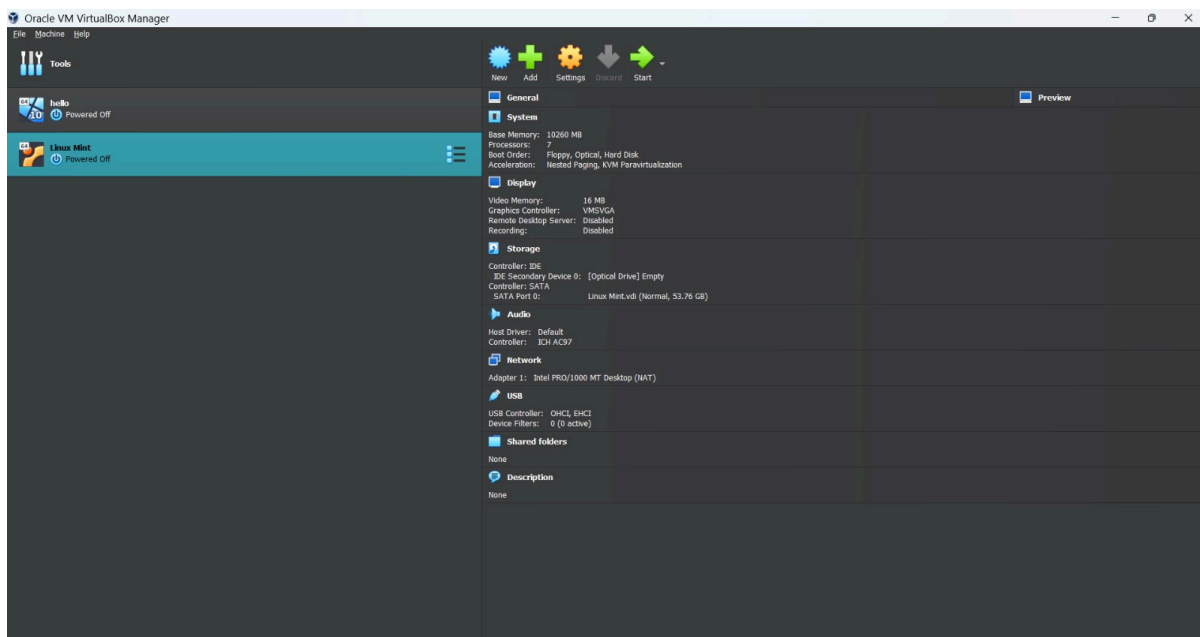 Oracle VM VirtualBox Manager
File Machine Help
Tools
New Add Settings Discard Start
64
10
hello
Powered Off
64
Linux Mint
Powered Off
General
Preview
System
Base Memory: 10260 MB
Processors: 7
Boot Order: Floppy, Optical, Hard Disk
Acceleration: Nested Paging, KVM Paravirtualization
Display
Video Memory: 16 MB
Graphics Controller: VMSVGA
Remote Desktop Server: Disabled
Recording: Disabled
Storage
Controller: IDE
IDE Secondary Device 0: [Optical Drive] Empty
Controller: SATA
SATA Port 0: Linux Mint.vdi (Normal, 53.76 GB)
Audio
Host Driver: Default
Controller: ICH AC97
Network
Adapter 1: Intel PRO/1000 MT Desktop (NAT)
USB
USB Controller: OHCI, EHCI
Device Filters: 0 (0 active)
Shared folders
None
Description
None